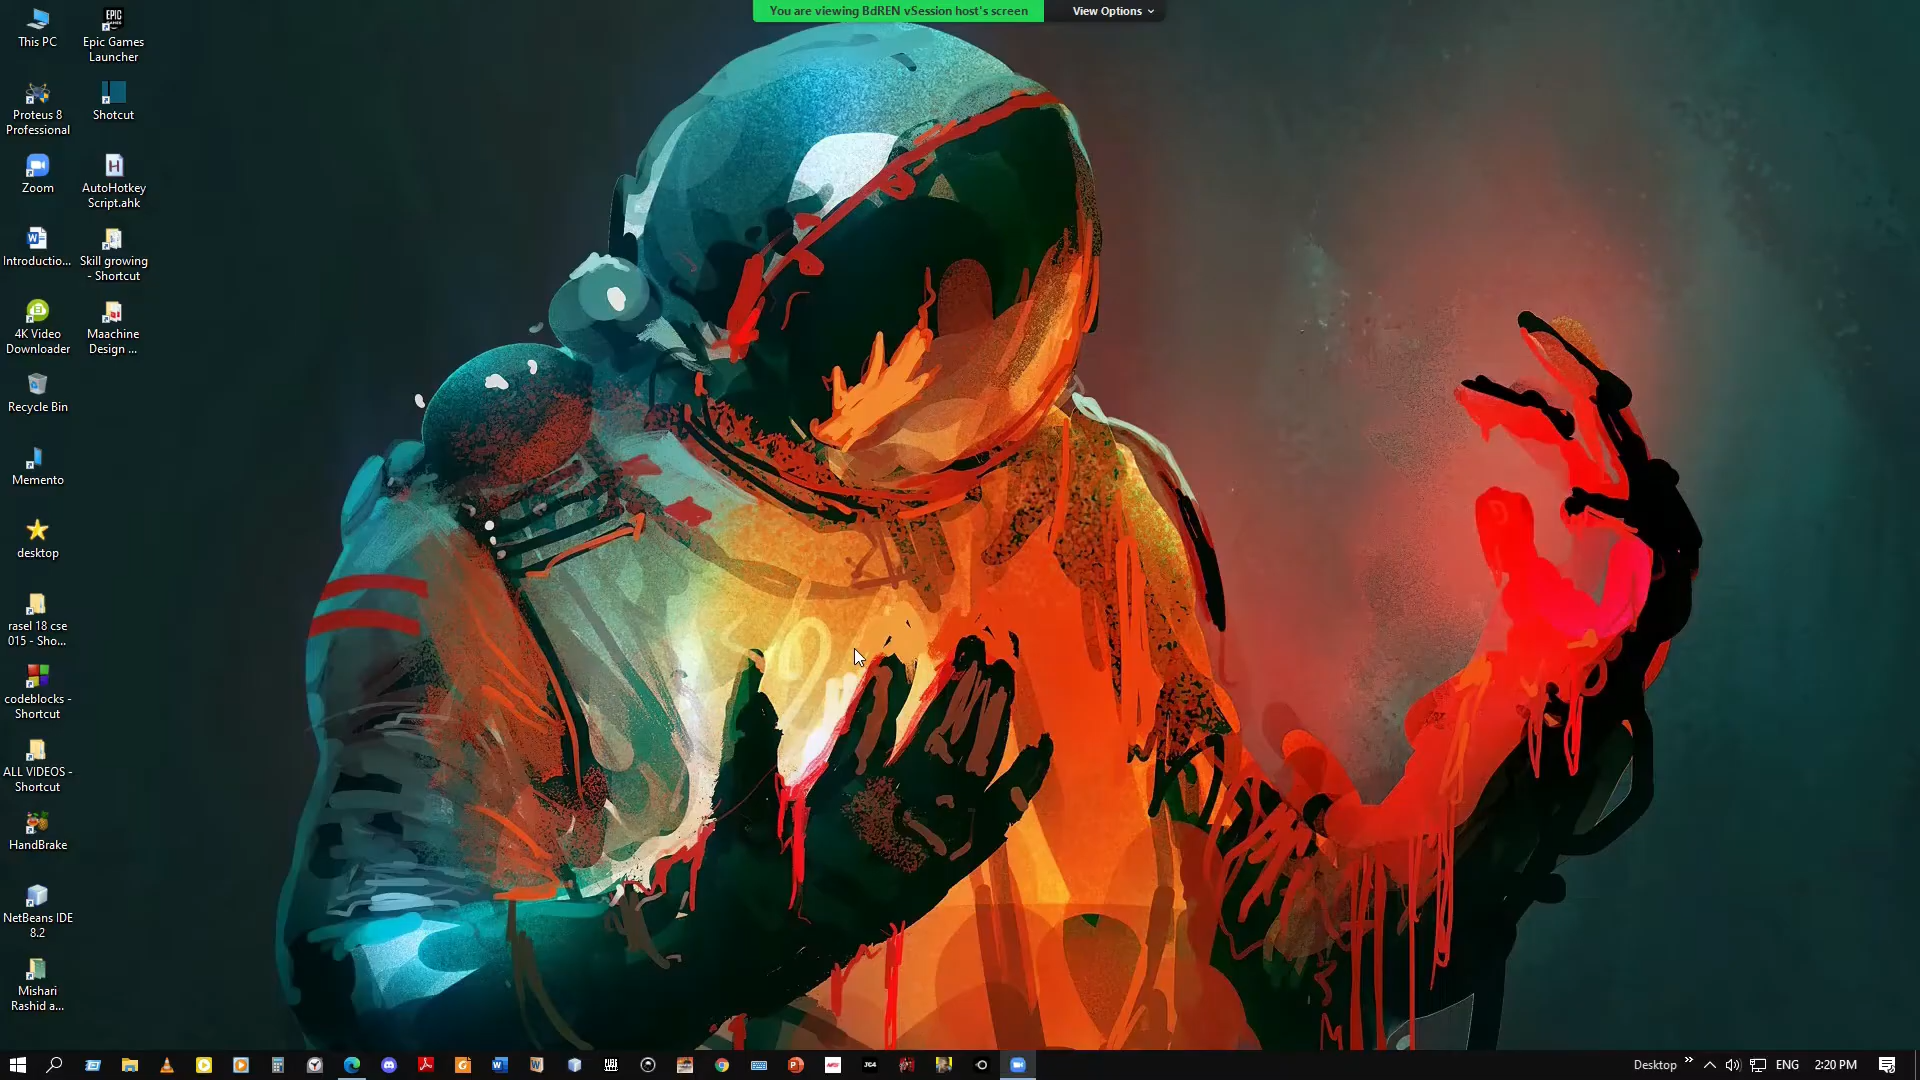 You are viewing BdREN vSession host's screen
View Options
This PC
Epic Games
Launcher
Proteus 8
Professional
Shotcut
Zoom
AutoHotkey
Script.ahk
Introductio...
Skill growing
- Shortcut
4K Video
Downloader
Maachine
Design ...
Recycle Bin
Memento
desktop
rasel 18 cse
015 - Sho...
codeblocks -
Shortcut
ALL VIDEOS -
Shortcut
HandBrake
NetBeans IDE
8.2
Mishari
Rashid a...
Desktop
ENG
2:20 PM